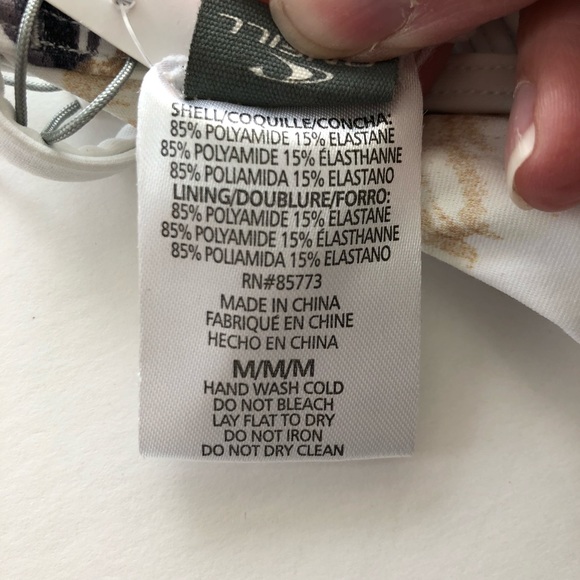 SHELL/COQUILLE/CONCHA:
85% POLYAMIDE 15% ELASTANE
85% POLYAMIDE 15% ÉLASTHANNE
85% POLIAMIDA 15% ELASTANO
LINING/DOUBLURE/FORRO:
85% POLYAMIDE 15% ELASTANE
85% POLYAMIDE 15% ÉLASTHANNE
85% POLIAMIDA 15% ELASTANO
RN#85773
MADE IN CHINA
FABRIQUÉ EN CHINE
HECHO EN CHINA
M/M/M
HAND WASH COLD
DO NOT BLEACH
LAY FLAT TO DRY
DO NOT IRON
DO NOT DRY CLEAN